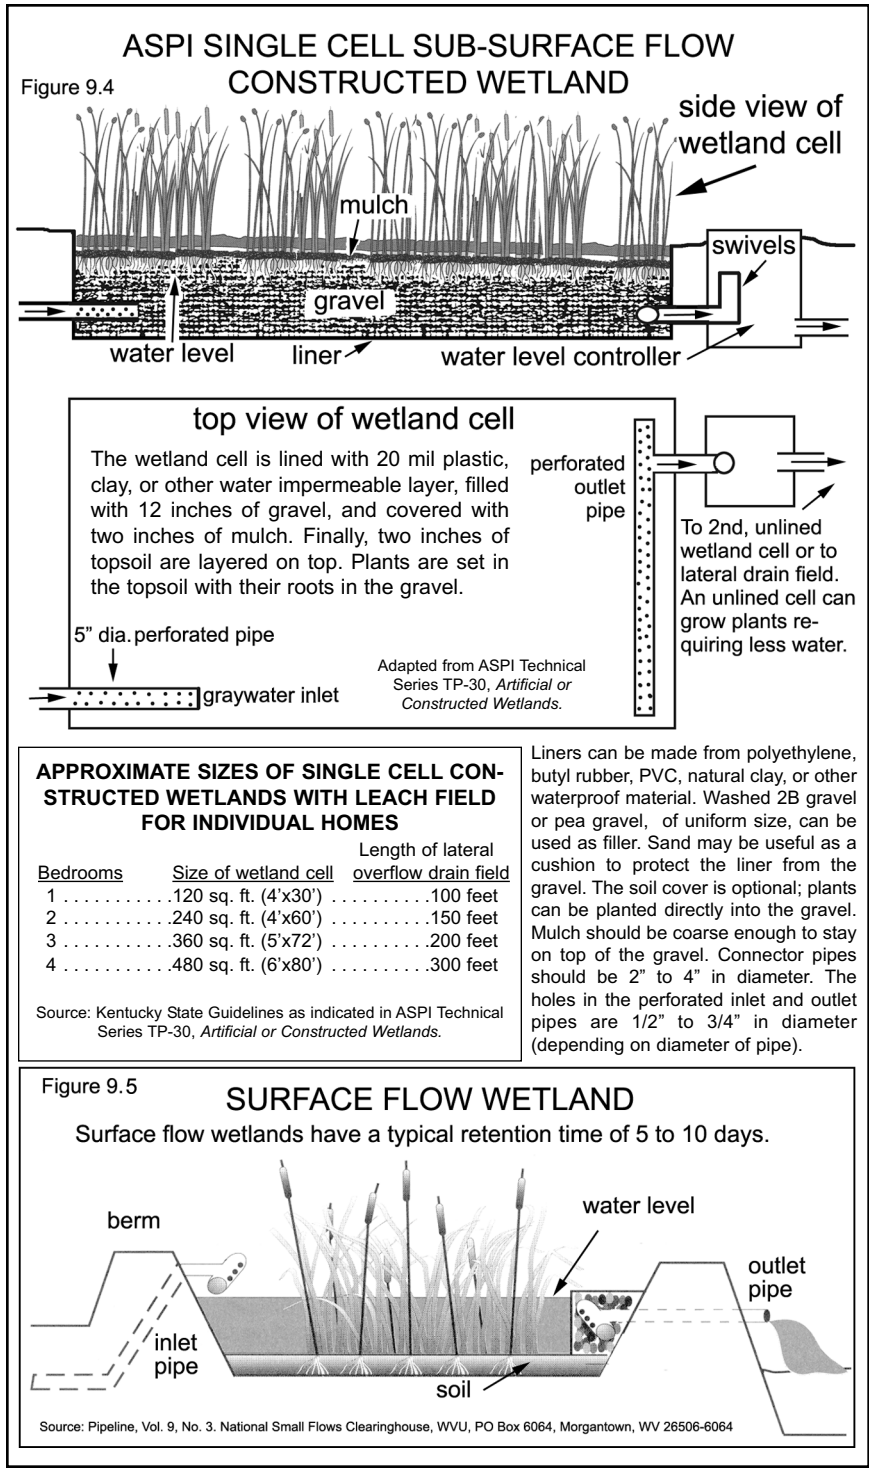 ASPI SINGLE CELL SUB-SURFACE FLOW
CONSTRUCTED WETLAND
Figure 9.4
side view of
wetland cell
mulch
swivels
gravel
water level
liner
water level controller
top view of wetland cell
The wetland cell is lined with 20 mil plastic,
clay, or other water impermeable layer, filled
with 12 inches of gravel, and covered with
two inches of mulch. Finally, two inches of
topsoil are layered on top. Plants are set in
the topsoil with their roots in the gravel.
perforated
outlet
pipe
To 2nd, unlined
wetland cell or to
lateral drain field.
An unlined cell can
grow plants re-
quiring less water.
5” dia. perforated pipe
graywater inlet
Adapted from ASPI Technical
Series TP-30, Artificial or
Constructed Wetlands.
APPROXIMATE SIZES OF SINGLE CELL CON-
STRUCTED WETLANDS WITH LEACH FIELD
FOR INDIVIDUAL HOMES
Length of lateral
Bedrooms Size of wetland cell overflow drain field
1 . . . . . . . . . . .120 sq. ft. (4’x30’) . . . . . . . . . .100 feet
2 . . . . . . . . . . .240 sq. ft. (4’x60’) . . . . . . . . . .150 feet
3 . . . . . . . . . . .360 sq. ft. (5’x72’) . . . . . . . . . .200 feet
4 . . . . . . . . . . .480 sq. ft. (6’x80’) . . . . . . . . . .300 feet
Source: Kentucky State Guidelines as indicated in ASPI Technical
Series TP-30, Artificial or Constructed Wetlands.
Liners can be made from polyethylene,
butyl rubber, PVC, natural clay, or other
waterproof material. Washed 2B gravel
or pea gravel, of uniform size, can be
used as filler. Sand may be useful as a
cushion to protect the liner from the
gravel. The soil cover is optional; plants
can be planted directly into the gravel.
Mulch should be coarse enough to stay
on top of the gravel. Connector pipes
should be 2” to 4” in diameter. The
holes in the perforated inlet and outlet
pipes are 1/2” to 3/4” in diameter
(depending on diameter of pipe).
Figure 9.5
SURFACE FLOW WETLAND
Surface flow wetlands have a typical retention time of 5 to 10 days.
water level
berm
outlet
pipe
inlet
pipe
soil
Source: Pipeline, Vol. 9, No. 3. National Small Flows Clearinghouse, WVU, PO Box 6064, Morgantown, WV 26506-6064